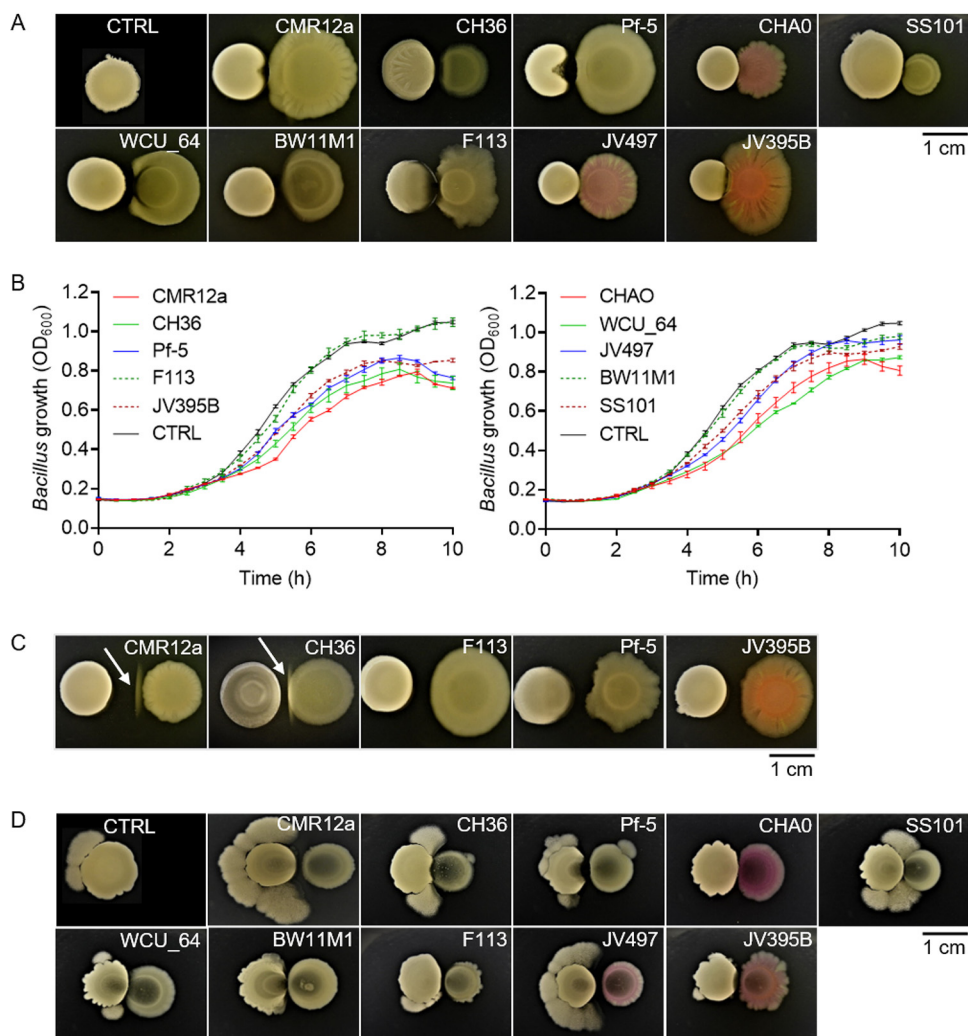 A
CTRL CMR12a CH36 Pf-5 CHA0 SS101
WCU_64 BW11M1 F113 JV497 JV395B
1 cm
B
Bacillus growth (OD600)
1.2
1.0
0.8
0.6
0.4
0.2
0.0
CMR12a
CH36
Pf-5
F113
JV395B
CTRL
0 2 4 6 8 10
Time (h)
Bacillus growth (OD600)
1.2
1.0
0.8
0.6
0.4
0.2
0.0
CHAO
WCU_64
JV497
BW11M1
SS101
CTRL
0 2 4 6 8 10
Time (h)
C
CMR12a CH36 F113 Pf-5 JV395B
1 cm
D
CTRL CMR12a CH36 Pf-5 CHA0 SS101
WCU_64 BW11M1 F113 JV497 JV395B
1 cm